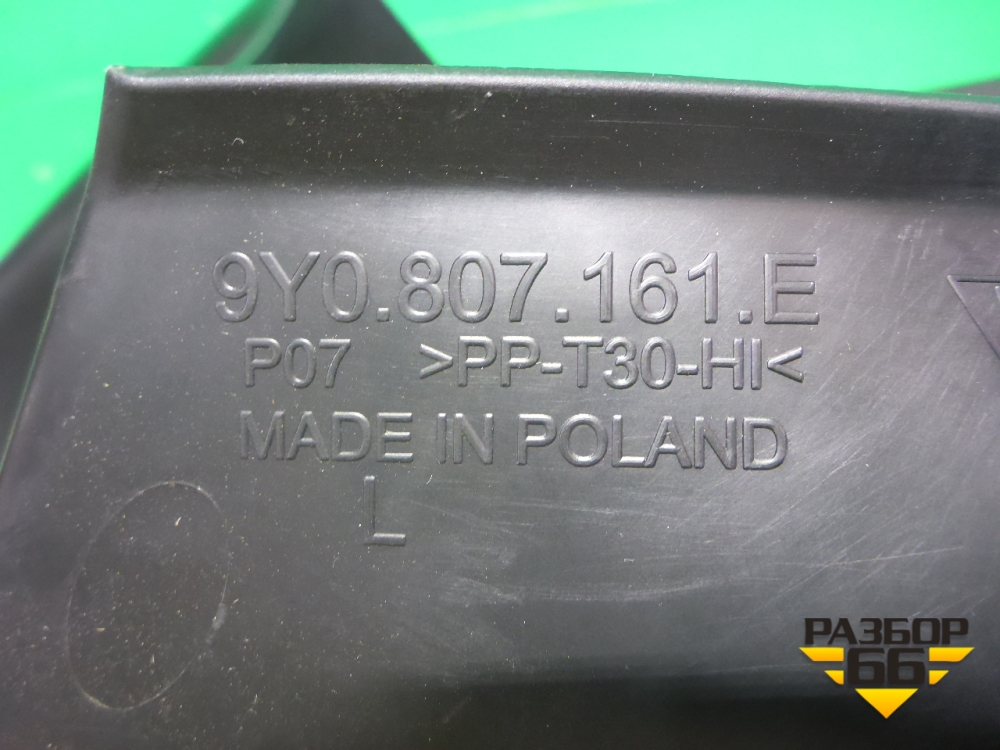 9Y0.807.161.E
P07 >PP-T30-HI<
MADE IN POLAND
L
РАЗБОР
66